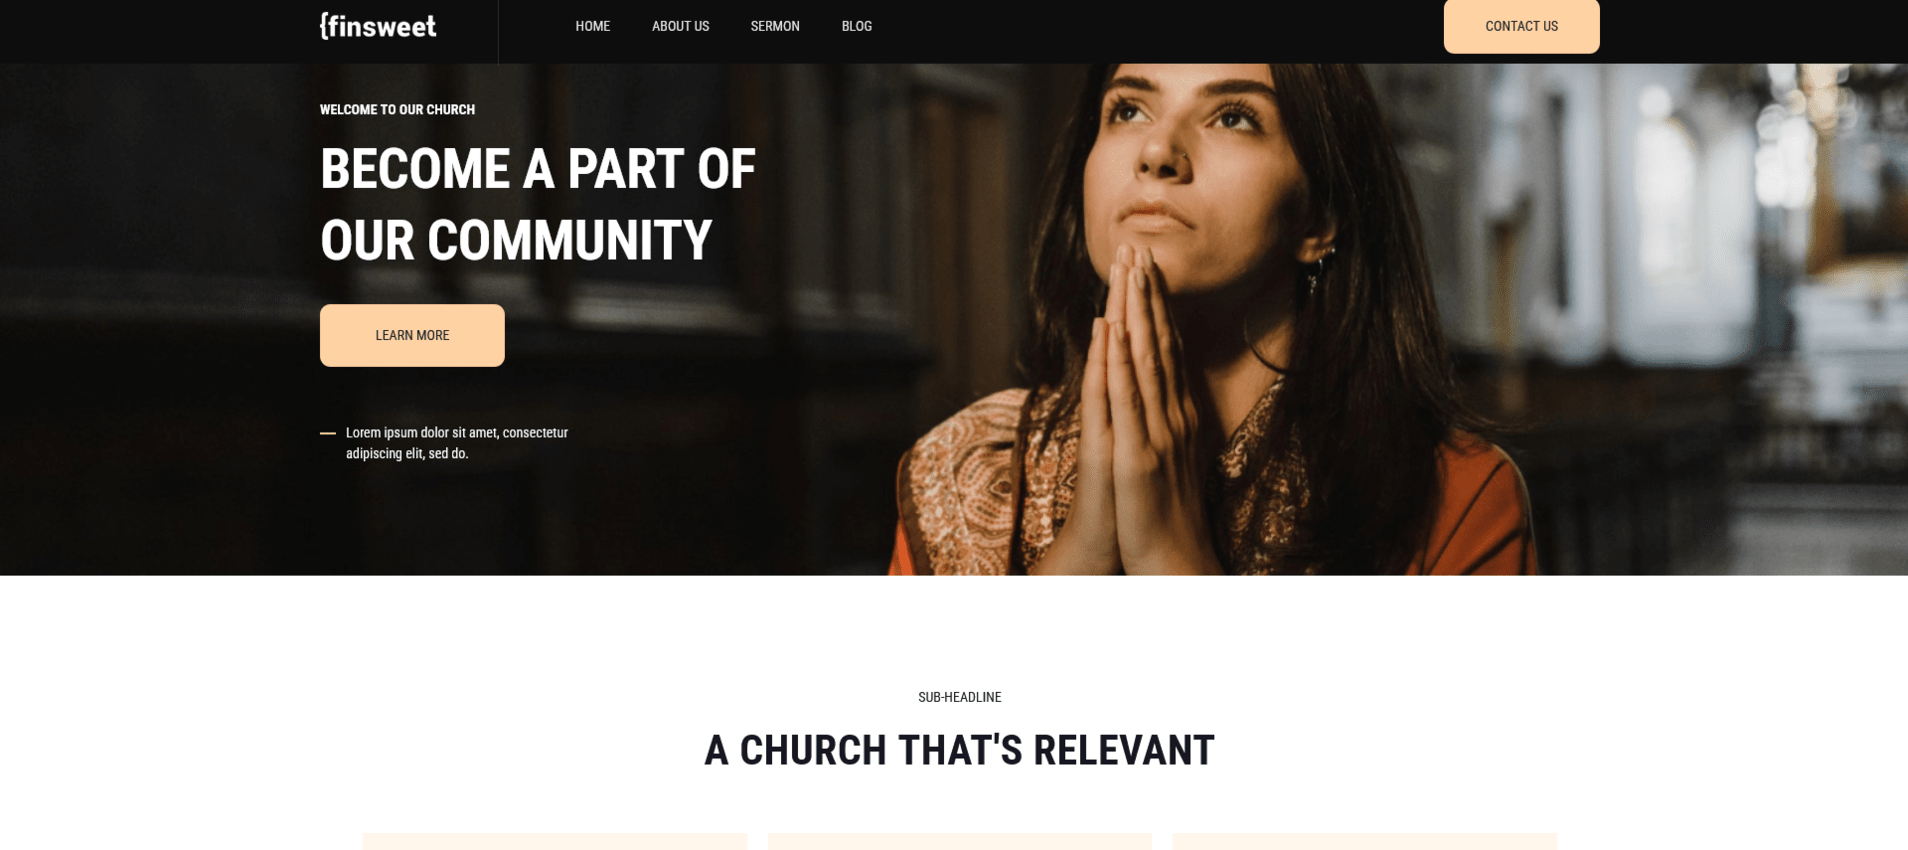 {finsweet
HOME ABOUT US SERMON BLOG
CONTACT US
WELCOME TO OUR CHURCH
BECOME A PART OF
OUR COMMUNITY
LEARN MORE
Lorem ipsum dolor sit amet, consectetur
adipiscing elit, sed do.
SUB-HEADLINE
A CHURCH THAT'S RELEVANT